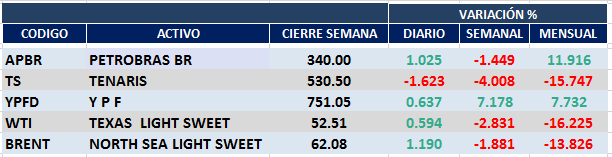 VARIACIÓN %
CODIGO ACTIVO CIERRE SEMANA DIARIO SEMANAL MENSUAL
APBR PETROBRAS BR 340.00 1.025 -1.449 11.916
TS TENARIS 530.50 -1.623 -4.008 -15.747
YPFD Y P F 751.05 0.637 7.178 7.732
WTI TEXAS LIGHT SWEET 52.51 0.594 -2.831 -16.225
BRENT NORTH SEA LIGHT SWEET 62.08 1.190 -1.881 -13.826